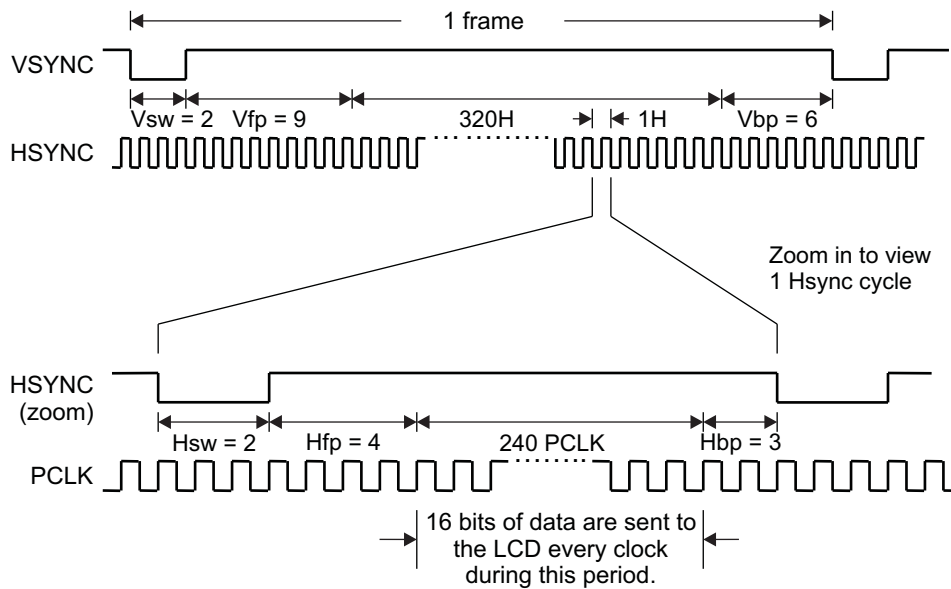 1 frame
VSYNC
Vsw = 2 Vfp = 9 320H 1H Vbp = 6
HSYNC
Zoom in to view
1 Hsync cycle
HSYNC
(zoom)
Hsw = 2 Hfp = 4 240 PCLK Hbp = 3
PCLK
16 bits of data are sent to
the LCD every clock
during this period.